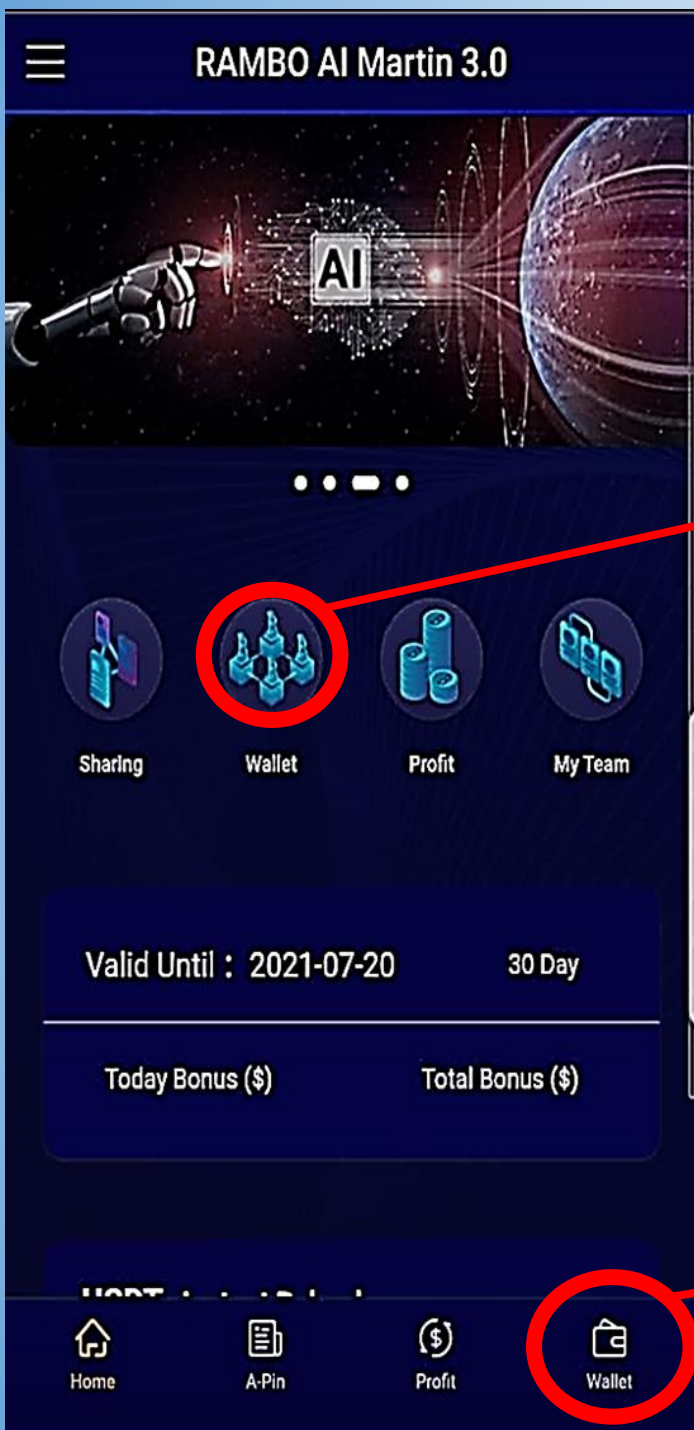 RAMBO AI Martin 3.0
AI
Sharing Wallet Profit My Team
Valid Until : 2021-07-20 30 Day
Today Bonus ($) Total Bonus ($)
Home A-Pin Profit Wallet